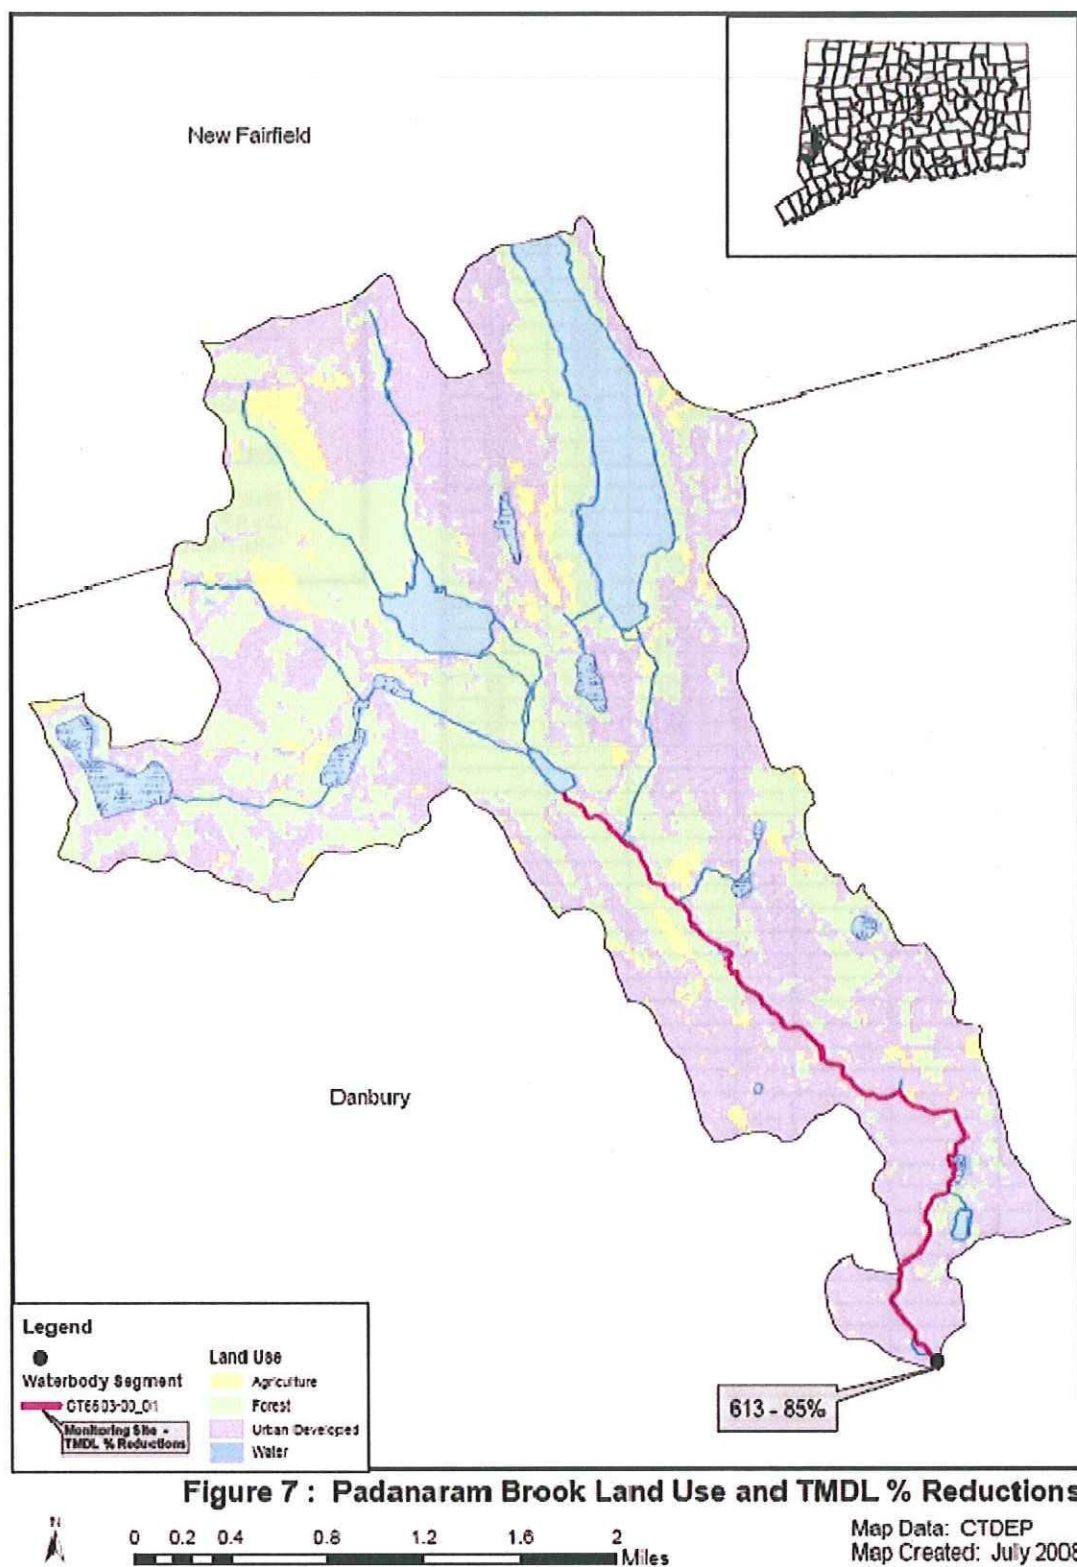 New Fairfield
Danbury
Legend
Waterbody Segment
CT6603-00_01
Monitoring Site -
TMDL % Reductions
Land Use
Agriculture
Forest
Urban Developed
Water
613 - 85%
Figure 7 : Padanaram Brook Land Use and TMDL % Reductions
N
0 0.2 0.4 0.8 1.2 1.6 2
Miles
Map Data: CTDEP
Map Created: July 2008